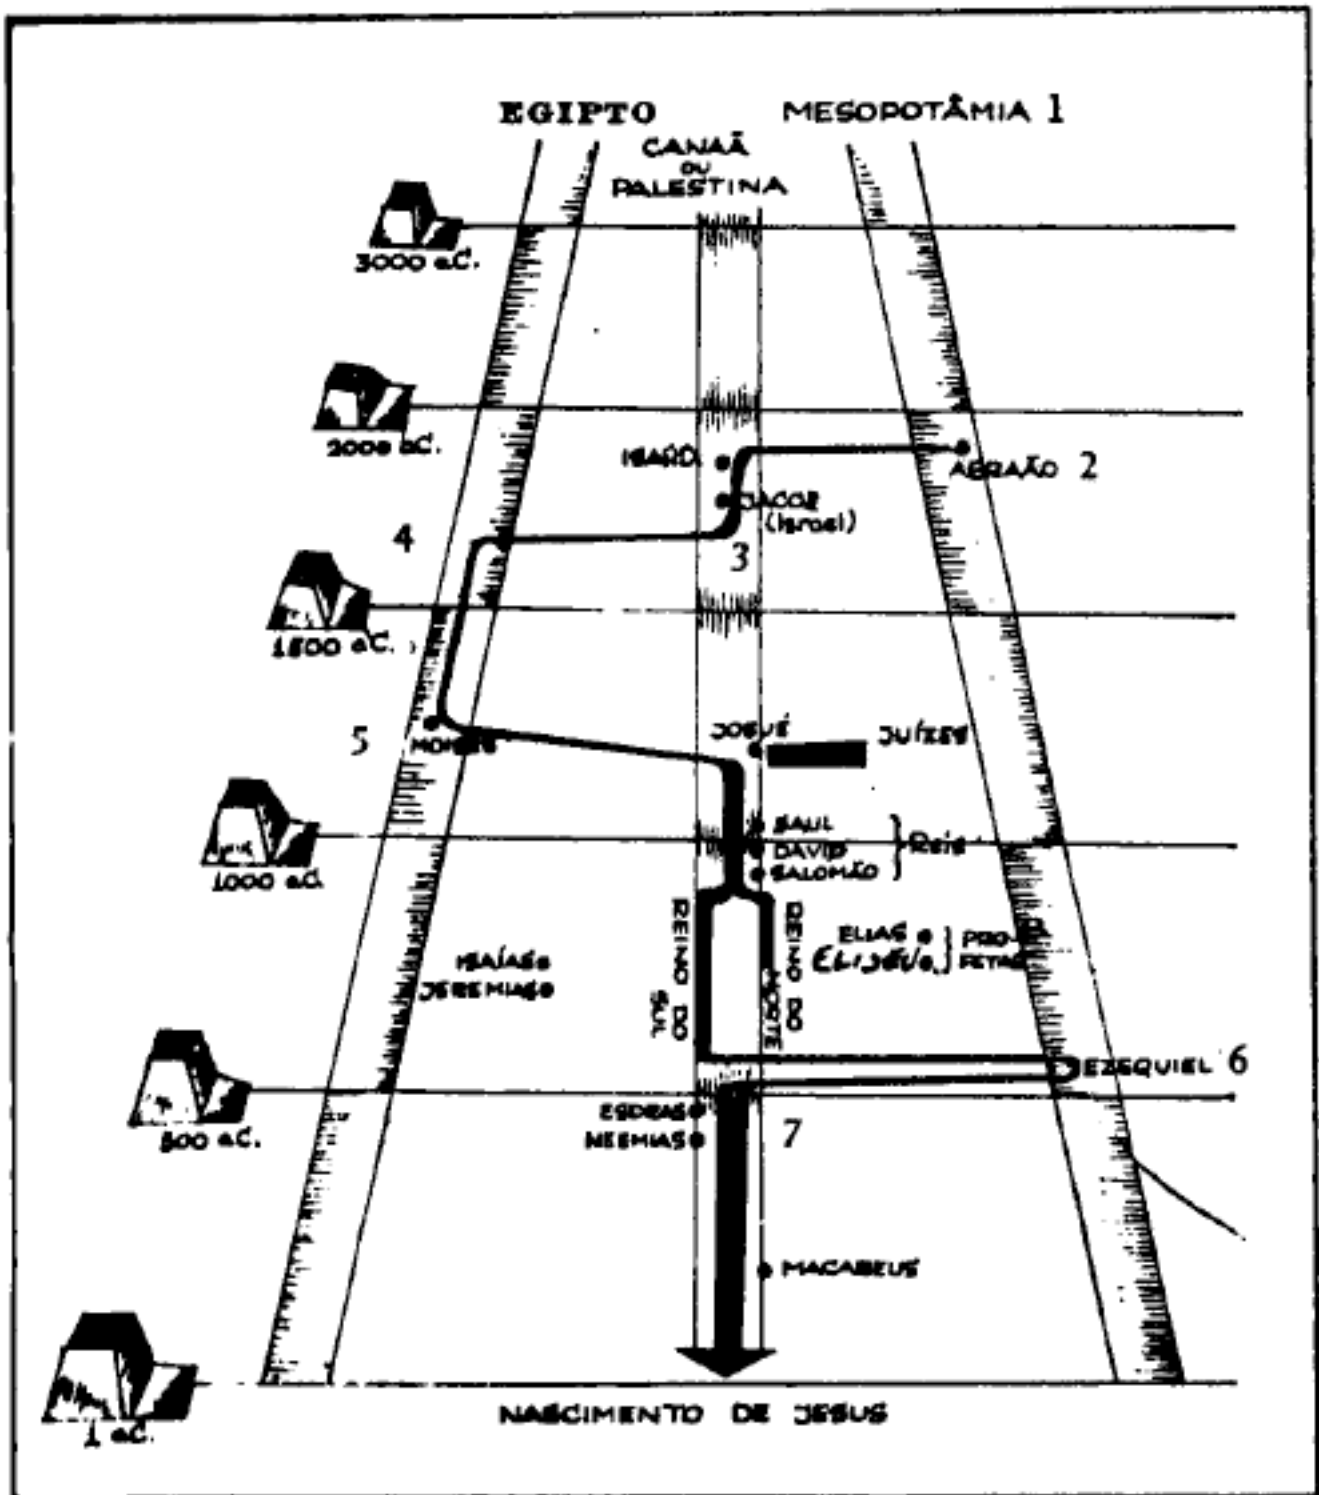 EGIPTO
MESOPOTÂMIA 1
CANAÃ
OU
PALESTINA
3000 a.C.
2000 a.C.
ABRAÃO 2
JACOB
(Israel)
3
4
1500 a.C.
5
MOISÉS
JOSUÉ
JUÍZES
1000 a.C.
SAUL
DAVID
SALOMÃO
Reis
REINO DO SUL
REINO DO NORTE
ELIAS
ELISEU
PRO-
FETAS
ISAÍAS
JEREMIAS
500 a.C.
EZEQUIEL 6
ESDRAS
NEEMIAS
7
MACABEUS
1 a.C.
NASCIMENTO DE JESUS